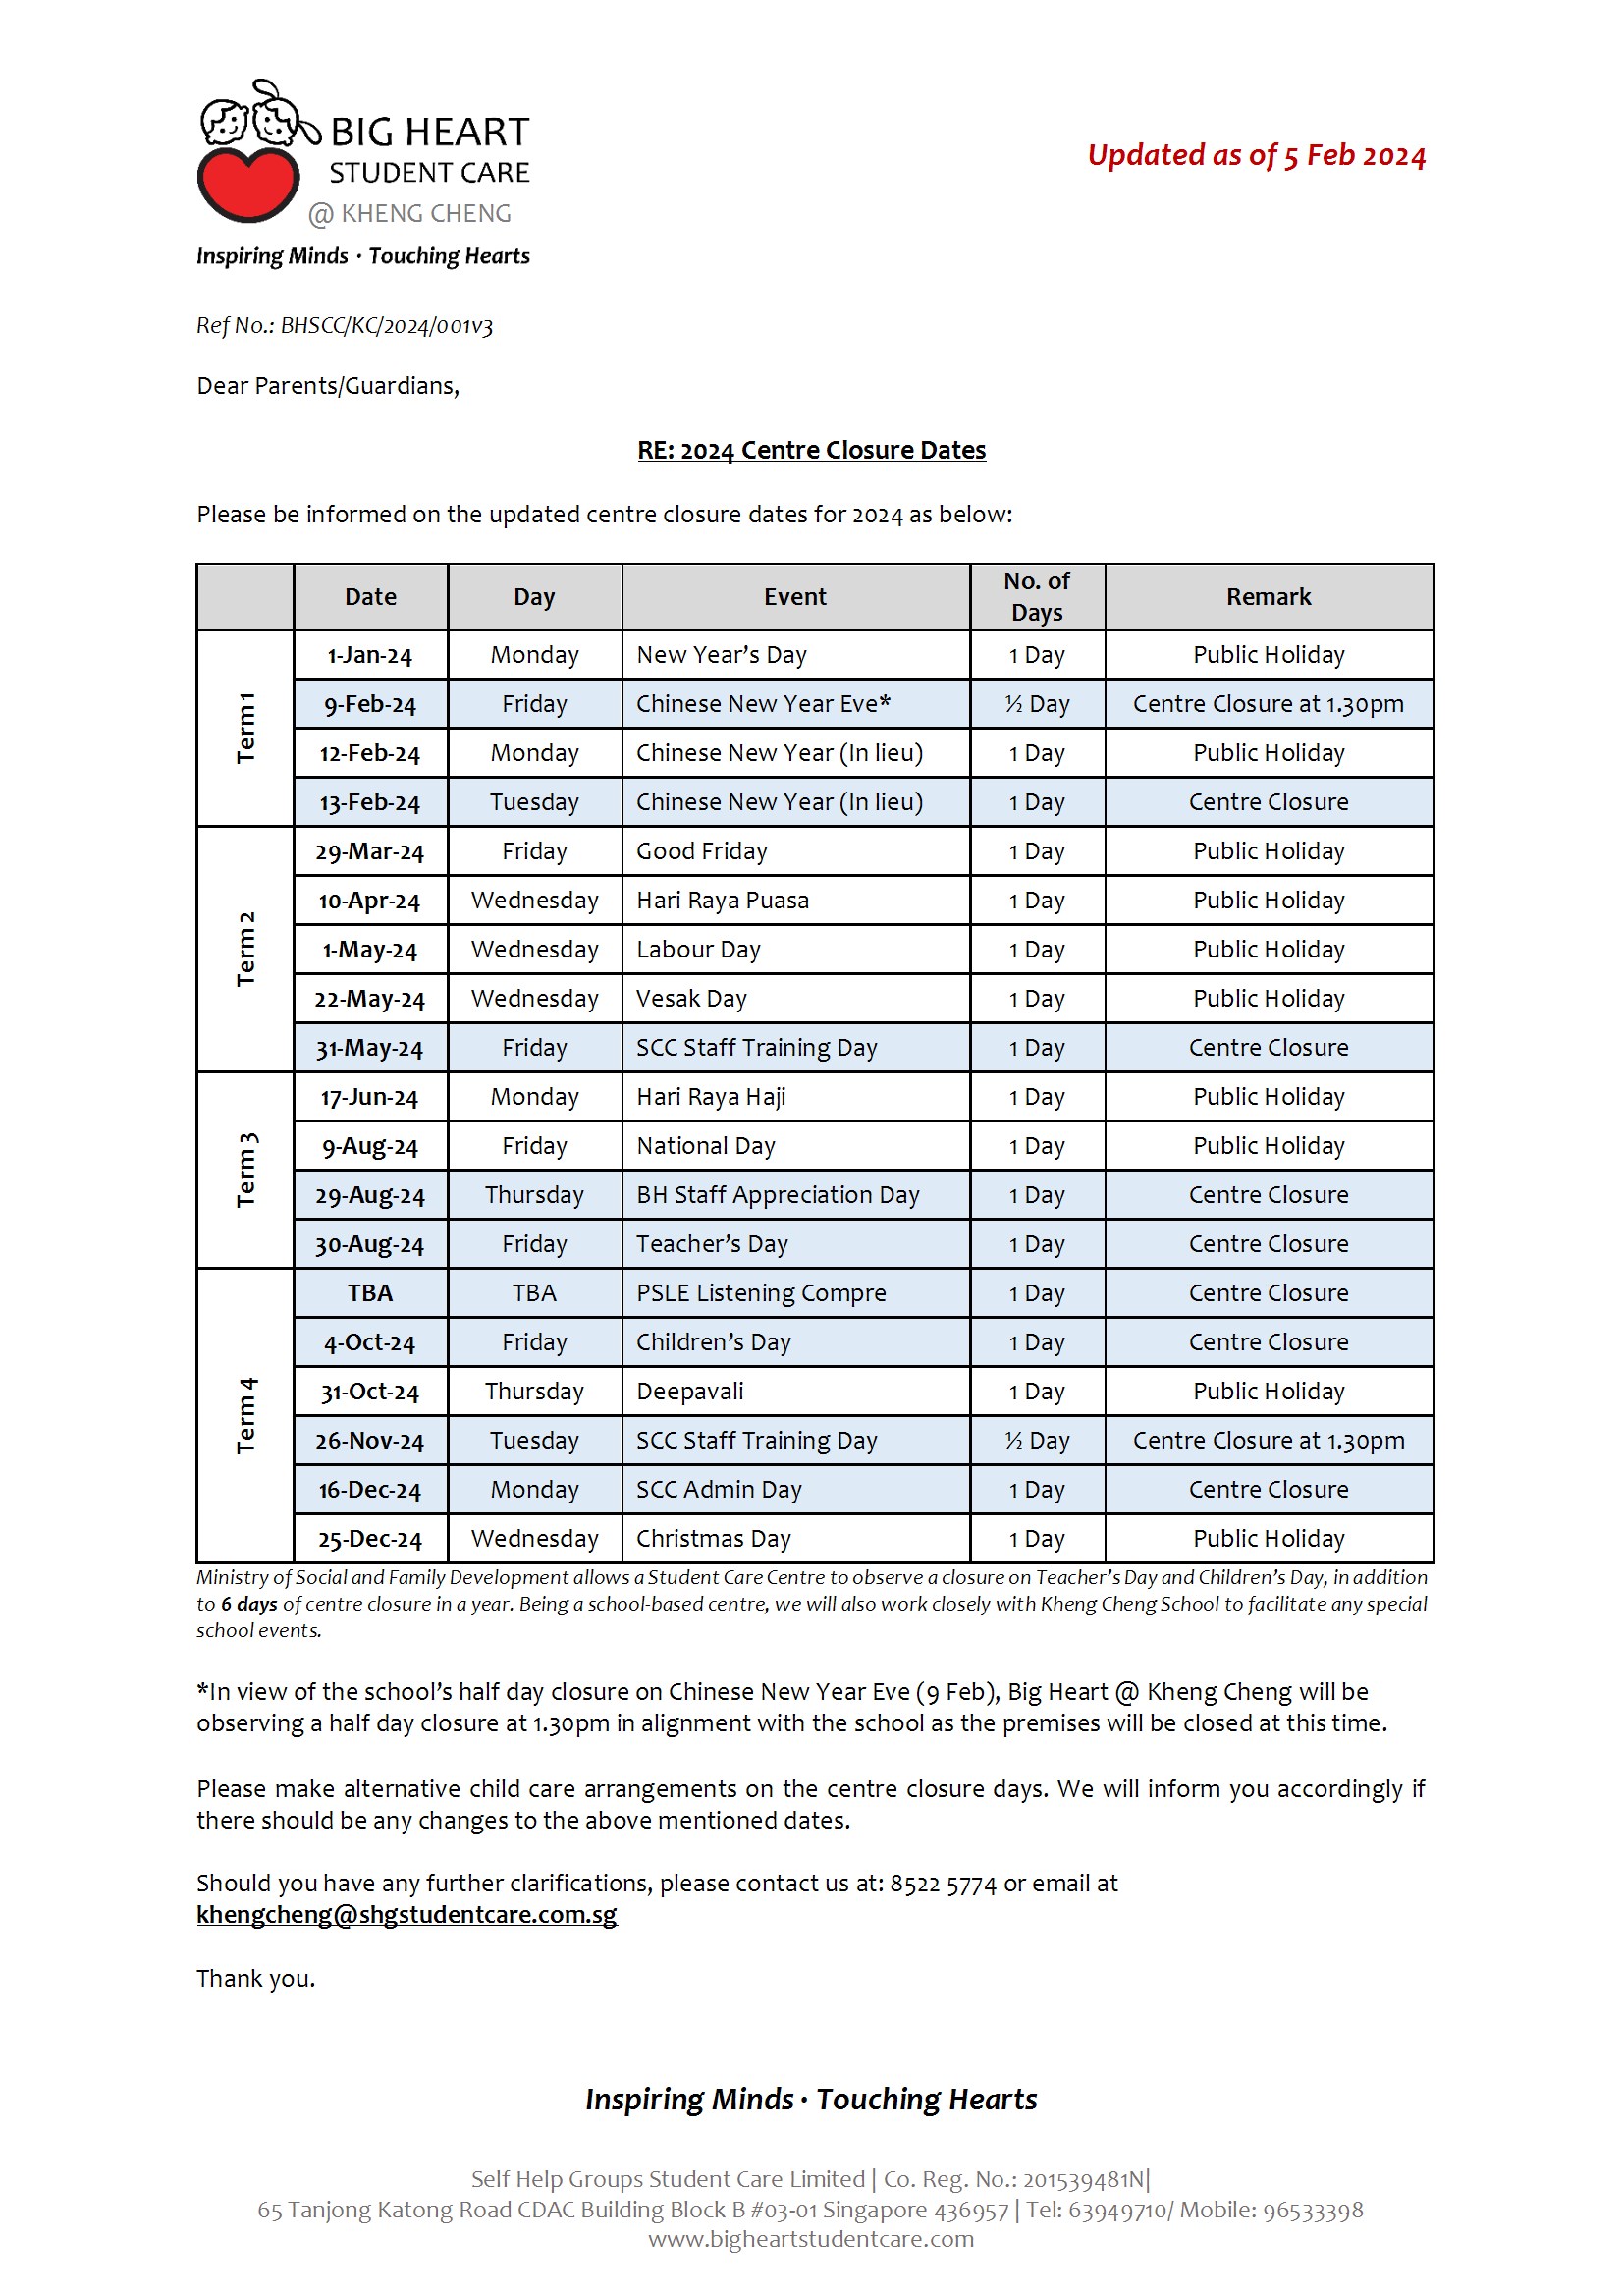 BIG HEART
STUDENT CARE
@ KHENG CHENG
Inspiring Minds · Touching Hearts
Updated as of 5 Feb 2024
Ref No.: BHSCC/KC/2024/001v3
Dear Parents/Guardians,
RE: 2024 Centre Closure Dates
Please be informed on the updated centre closure dates for 2024 as below:
Date Day Event No. of Days Remark
Term 1
1-Jan-24 Monday New Year’s Day 1 Day Public Holiday
9-Feb-24 Friday Chinese New Year Eve* ½ Day Centre Closure at 1.30pm
12-Feb-24 Monday Chinese New Year (In lieu) 1 Day Public Holiday
13-Feb-24 Tuesday Chinese New Year (In lieu) 1 Day Centre Closure
Term 2
29-Mar-24 Friday Good Friday 1 Day Public Holiday
10-Apr-24 Wednesday Hari Raya Puasa 1 Day Public Holiday
1-May-24 Wednesday Labour Day 1 Day Public Holiday
22-May-24 Wednesday Vesak Day 1 Day Public Holiday
31-May-24 Friday SCC Staff Training Day 1 Day Centre Closure
Term 3
17-Jun-24 Monday Hari Raya Haji 1 Day Public Holiday
9-Aug-24 Friday National Day 1 Day Public Holiday
29-Aug-24 Thursday BH Staff Appreciation Day 1 Day Centre Closure
30-Aug-24 Friday Teacher’s Day 1 Day Centre Closure
Term 4
TBA TBA PSLE Listening Compre 1 Day Centre Closure
4-Oct-24 Friday Children’s Day 1 Day Centre Closure
31-Oct-24 Thursday Deepavali 1 Day Public Holiday
26-Nov-24 Tuesday SCC Staff Training Day ½ Day Centre Closure at 1.30pm
16-Dec-24 Monday SCC Admin Day 1 Day Centre Closure
25-Dec-24 Wednesday Christmas Day 1 Day Public Holiday
Ministry of Social and Family Development allows a Student Care Centre to observe a closure on Teacher’s Day and Children’s Day, in addition
to 6 days of centre closure in a year. Being a school-based centre, we will also work closely with Kheng Cheng School to facilitate any special
school events.
*In view of the school’s half day closure on Chinese New Year Eve (9 Feb), Big Heart @ Kheng Cheng will be
observing a half day closure at 1.30pm in alignment with the school as the premises will be closed at this time.
Please make alternative child care arrangements on the centre closure days. We will inform you accordingly if
there should be any changes to the above mentioned dates.
Should you have any further clarifications, please contact us at: 8522 5774 or email at
khengcheng@shgstudentcare.com.sg
Thank you.
Inspiring Minds · Touching Hearts
Self Help Groups Student Care Limited | Co. Reg. No.: 201539481N|
65 Tanjong Katong Road CDAC Building Block B #03-01 Singapore 436957 | Tel: 63949710/ Mobile: 96533398
www.bigheartstudentcare.com